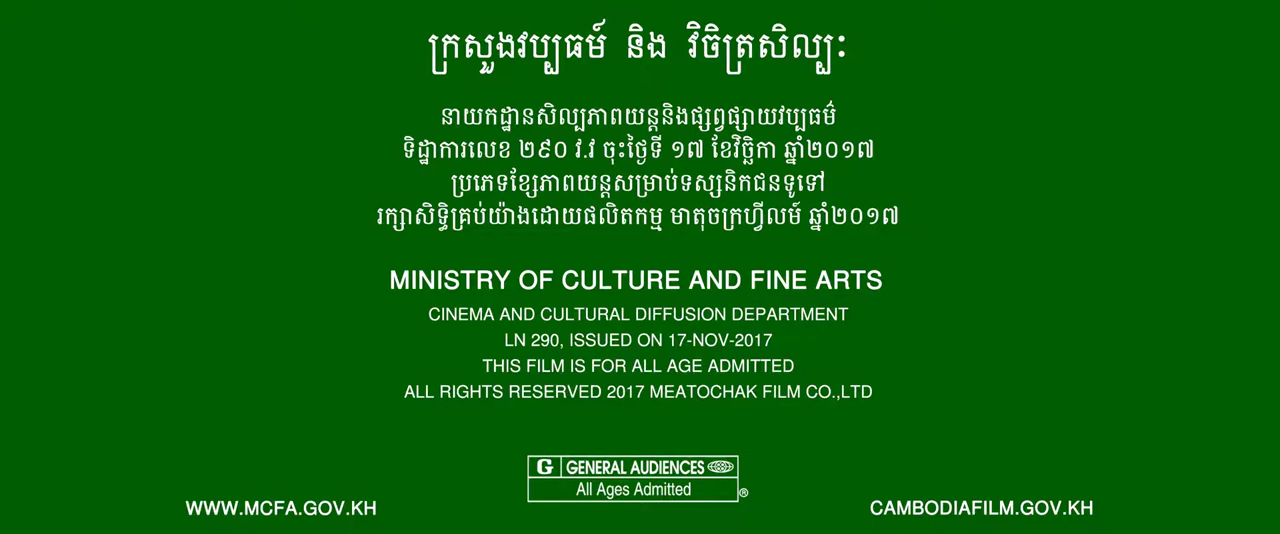 ក្រសួងវប្បធម៍ និង វិចិត្រសិល្បៈ
នាយកដ្ឋានសិល្បភាពយន្តនិងផ្សព្វផ្សាយវប្បធម៌
ទិដ្ឋាការលេខ ២៩០ វ.វ ចុះថ្ងៃទី ១៧ ខែវិច្ឆិកា ឆ្នាំ២០១៧
ប្រភេទខ្សែភាពយន្តសម្រាប់ទស្សនិកជនទូទៅ
រក្សាសិទ្ធិគ្រប់យ៉ាងដោយផលិតកម្ម មាតុចក្រហ្វីលម៍ ឆ្នាំ២០១៧
MINISTRY OF CULTURE AND FINE ARTS
CINEMA AND CULTURAL DIFFUSION DEPARTMENT
LN 290, ISSUED ON 17-NOV-2017
THIS FILM IS FOR ALL AGE ADMITTED
ALL RIGHTS RESERVED 2017 MEATOCHAK FILM CO.,LTD
G GENERAL AUDIENCES
All Ages Admitted ®
WWW.MCFA.GOV.KH
CAMBODIAFILM.GOV.KH